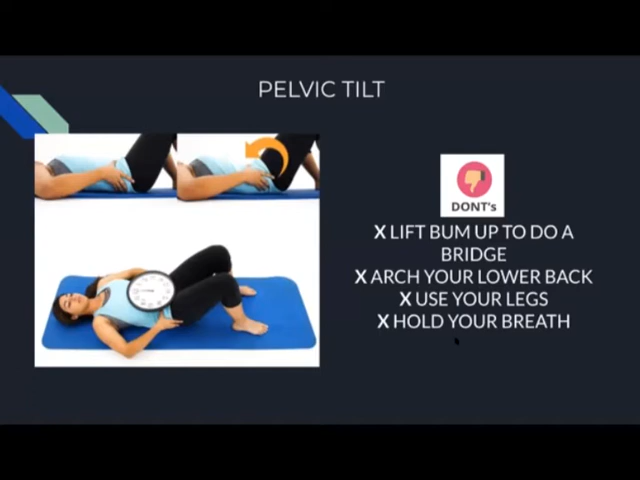 PELVIC TILT
DONT's
X LIFT BUM UP TO DO A
BRIDGE
X ARCH YOUR LOWER BACK
X USE YOUR LEGS
X HOLD YOUR BREATH